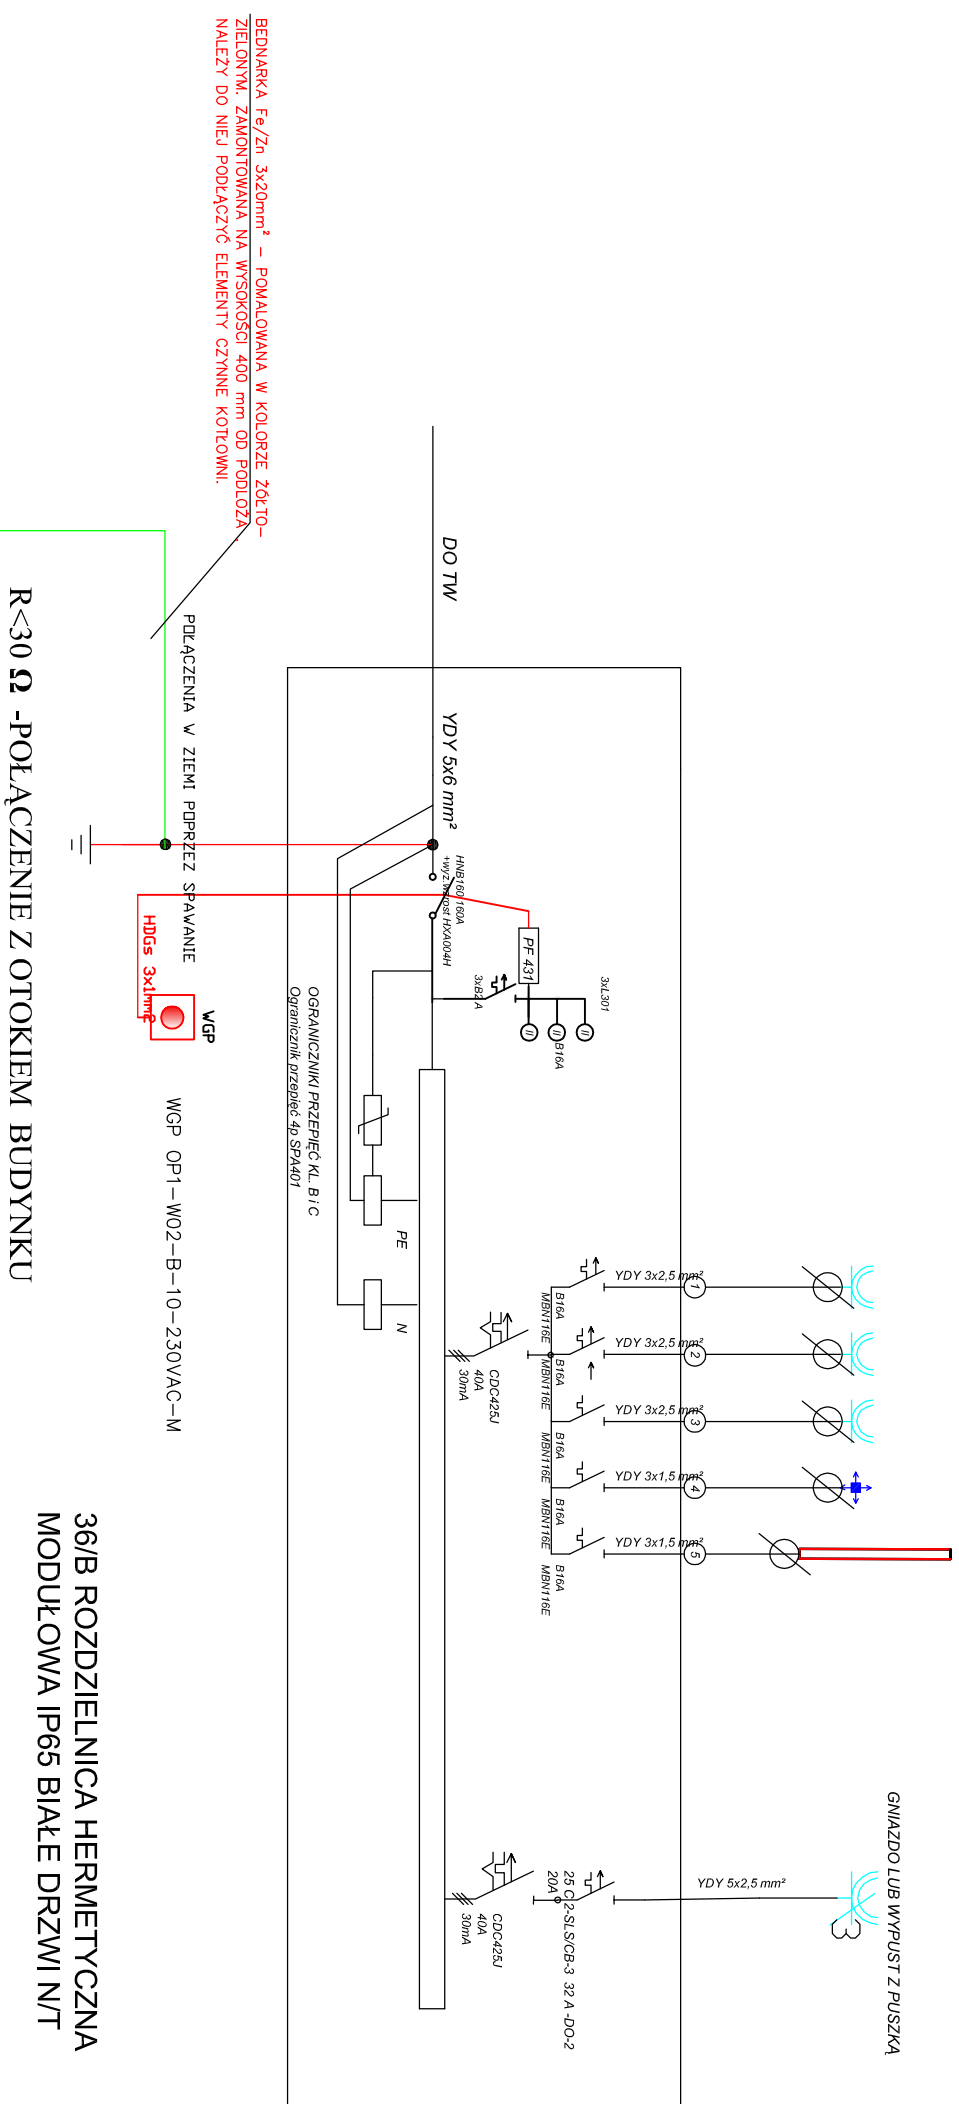 BEDNARKA Fe/Zn 3x20mm² – POMALOWANA W KOLORZE ŻÓŁTO–
ZIELONYM. ZAMONTOWANA NA WYSOKOŚCI 400 mm OD PODŁOŻA.
NALEŻY DO NIEJ PODŁĄCZYĆ ELEMENTY CZYNNE KOTŁOWNI.
DO TW
YDY 5x6 mm²
POŁĄCZENIA W ZIEMI POPRZEZ SPAWANIE
R<30 Ω -POŁĄCZENIE Z OTOKIEM BUDYNKU
HDGs 3x1mm2
WGP
WGP OP1–W02–B–10–230VAC–M
HNB160 160A
PF 431
3xB2 A
3xL301
B16A
OGRANICZNIKI PRZEPIĘĆ KL. B i C
Ogranicznik przepięć 4p SPA401
PE
N
CDC425J
40A
30mA
YDY 3x2,5 mm²
1
B16A
MBN116E
YDY 3x2,5 mm²
2
B16A
MBN116E
YDY 3x2,5 mm²
3
B16A
MBN116E
YDY 3x1,5 mm²
4
B16A
MBN116E
YDY 3x1,5 mm²
5
B16A
MBN116E
GNIAZDO LUB WYPUST Z PUSZKĄ
YDY 5x2,5 mm²
25 C 2-SLS/CB-3 32 A -DO-2
20A
CDC425J
40A
30mA
36/B ROZDZIELNICA HERMETYCZNA
MODUŁOWA IP65 BIAŁE DRZWI N/T